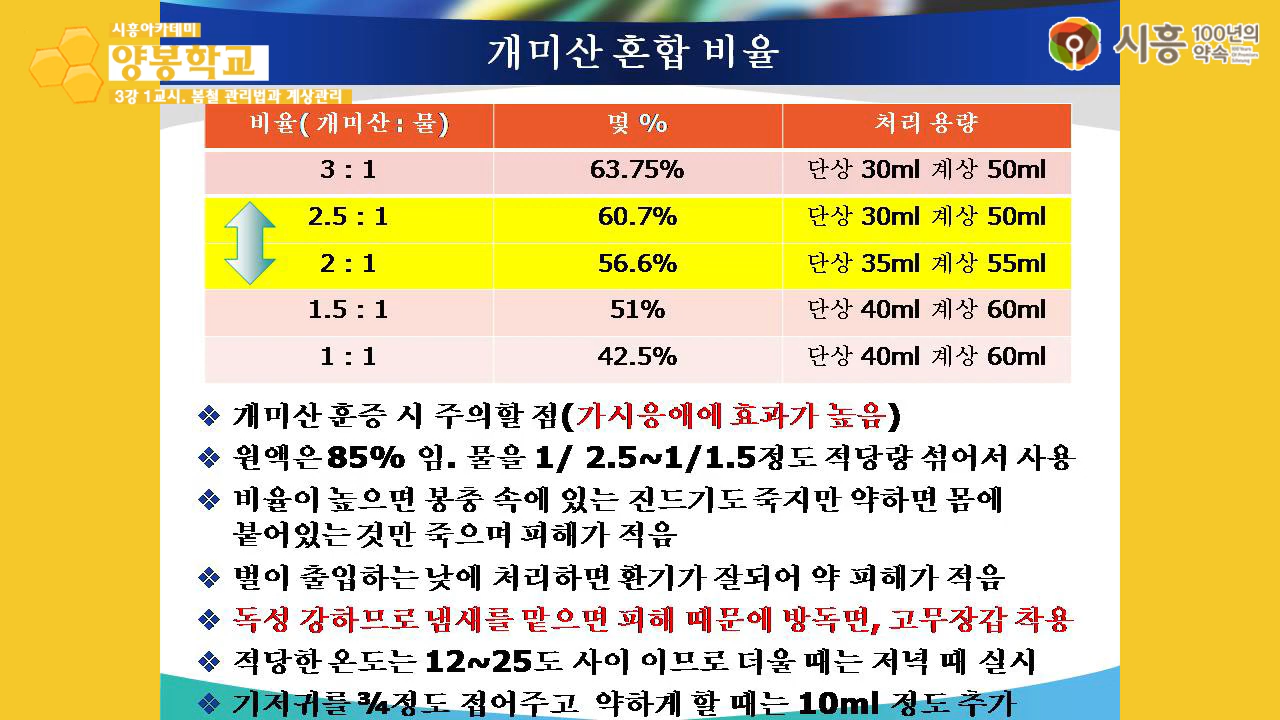 시흥아카데미
양봉학교
3강 1교시. 봄철 관리법과 계상관리
개미산 혼합 비율
시흥 100년의 약속
비율( 개미산 : 물) 몇 % 처리 용량
3 : 1 63.75% 단상 30ml 계상 50ml
2.5 : 1 60.7% 단상 30ml 계상 50ml
2 : 1 56.6% 단상 35ml 계상 55ml
1.5 : 1 51% 단상 40ml 계상 60ml
1 : 1 42.5% 단상 40ml 계상 60ml
❖ 개미산 훈증 시 주의할 점(가시응애에 효과가 높음)
❖ 원액은 85% 임. 물을 1/ 2.5~1/1.5정도 적당량 섞어서 사용
❖ 비율이 높으면 봉충 속에 있는 진드기도 죽지만 약하면 몸에
붙어있는 것만 죽으며 피해가 적음
❖ 벌이 출입하는 낮에 처리하면 환기가 잘되어 약 피해가 적음
❖ 독성 강하므로 냄새를 맡으면 피해 때문에 방독면, 고무장갑 착용
❖ 적당한 온도는 12~25도 사이 이므로 더울 때는 저녁 때 실시
❖ 기저귀를 ¾정도 접어주고 약하게 할 때는 10ml 정도 추가